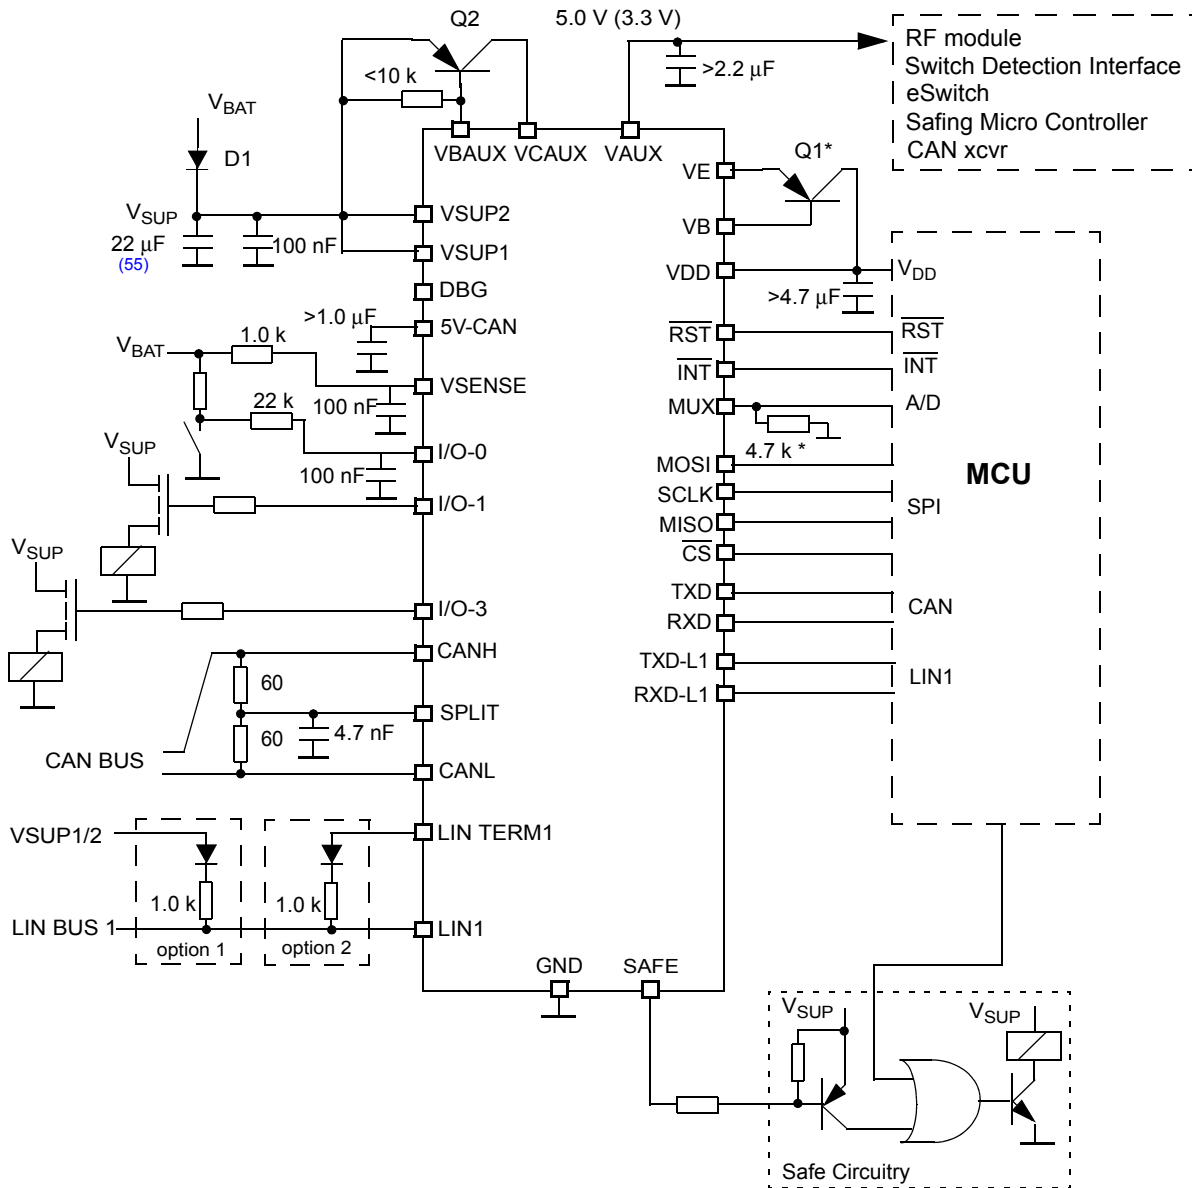 Q2
5.0 V (3.3 V)
RF module
Switch Detection Interface
eSwitch
Safing Micro Controller
CAN xcvr
>2.2 μF
<10 k
VBAT
D1
VBAUX
VCAUX
VAUX
Q1*
VE
VB
VSUP
VSUP2
22 μF
(55)
100 nF
VSUP1
VDD
VDD
>4.7 μF
DBG
>1.0 μF
5V-CAN
RST
RST
VBAT
1.0 k
INT
INT
VSENSE
100 nF
MUX
A/D
22 k
4.7 k *
VSUP
I/O-0
100 nF
MOSI
MCU
SCLK
SPI
I/O-1
MISO
VSUP
CS
TXD
CAN
I/O-3
RXD
CANH
TXD-L1
LIN1
60
RXD-L1
SPLIT
60
4.7 nF
CAN BUS
CANL
VSUP1/2
LIN TERM1
1.0 k
1.0 k
LIN BUS 1
LIN1
option 1
option 2
GND
SAFE
VSUP
VSUP
Safe Circuitry